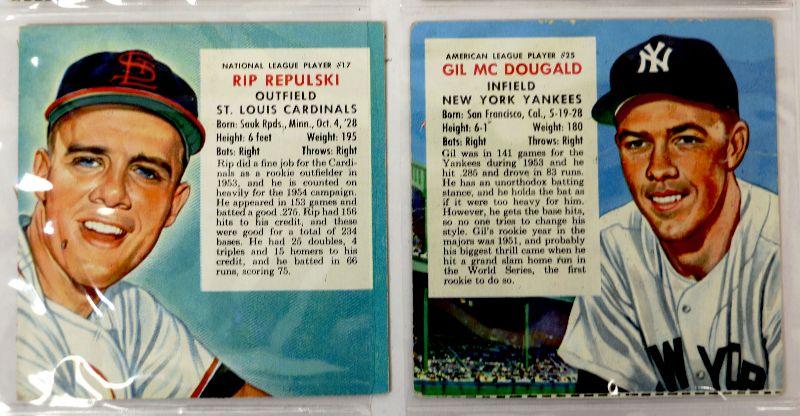 NATIONAL LEAGUE PLAYER #17
RIP REPULSKI
OUTFIELD
ST. LOUIS CARDINALS
Born: Sauk Rpds., Minn., Oct. 4, '28
Height: 6 feet Weight: 195
Bats: Right Throws: Right
Rip did a fine job for the Cardi-
nals as a rookie outfielder in
1953, and he is counted on
heavily for the 1954 campaign.
He appeared in 153 games and
batted a good .275. Rip had 156
hits to his credit, and these
were good for a total of 234
bases. He had 25 doubles, 4
triples and 15 homers to his
credit, and he batted in 66
runs, scoring 75.
AMERICAN LEAGUE PLAYER #25
GIL MC DOUGALD
INFIELD
NEW YORK YANKEES
Born: San Francisco, Cal., 5-19-28
Height: 6-1 Weight: 180
Bats: Right Throws: Right
Gil was in 141 games for the
Yankees during 1953 and he
hit .285 and drove in 83 runs.
He has an unorthodox batting
stance, and he holds the bat as
if it were too heavy for him.
However, he gets the base hits,
so no one tries to change his
style. Gil's rookie year in the
majors was 1951, and probably
his biggest thrill came when he
hit a grand slam home run in
the World Series, the first
rookie to do so.
NY
NEW YOR